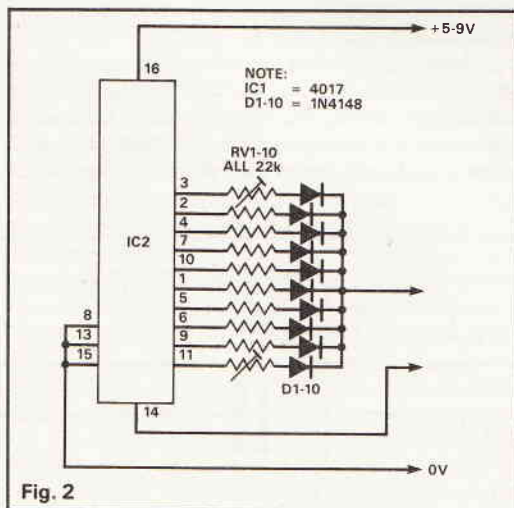 +5-9V
16
NOTE:
IC1 = 4017
D1-10 = 1N4148
RV1-10
ALL 22k
3
2
4
7
IC2
10
1
5
6
8
9
13
11
15
D1-10
14
0V
Fig. 2